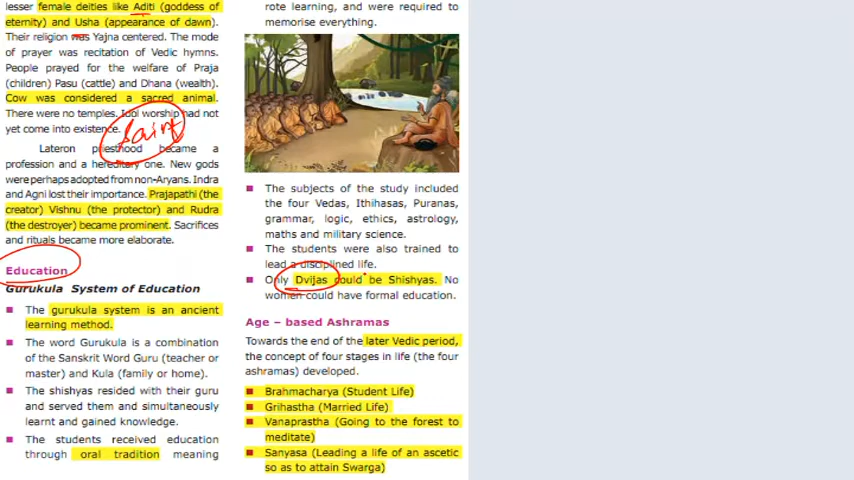 lesser female deities like Aditi (goddess of
eternity) and Usha (appearance of dawn).
Their religion was Yajna centered. The mode
of prayer was recitation of Vedic hymns.
People prayed for the welfare of Praja
(children) Pasu (cattle) and Dhana (wealth).
Cow was considered a sacred animal.
There were no temples. Idol worship had not
yet come into existence.
Saint
Lateron priesthood became a
profession and a hereditary one. New gods
were perhaps adopted from non-Aryans. Indra
and Agni lost their importance. Prajapathi (the
creator) Vishnu (the protector) and Rudra
(the destroyer) became prominent. Sacrifices
and rituals became more elaborate.
Education
Gurukula System of Education
■ The gurukula system is an ancient
learning method.
■ The word Gurukula is a combination
of the Sanskrit Word Guru (teacher or
master) and Kula (family or home).
■ The shishyas resided with their guru
and served them and simultaneously
learnt and gained knowledge.
■ The students received education
through oral tradition meaning
rote learning, and were required to
memorise everything.
■ The subjects of the study included
the four Vedas, Ithihasas, Puranas,
grammar, logic, ethics, astrology,
maths and military science.
■ The students were also trained to
lead a disciplined life.
■ Only Dvijas could be Shishyas. No
women could have formal education.
Age – based Ashramas
Towards the end of the later Vedic period,
the concept of four stages in life (the four
ashramas) developed.
■ Brahmacharya (Student Life)
■ Grihastha (Married Life)
■ Vanaprastha (Going to the forest to
meditate)
■ Sanyasa (Leading a life of an ascetic
so as to attain Swarga)